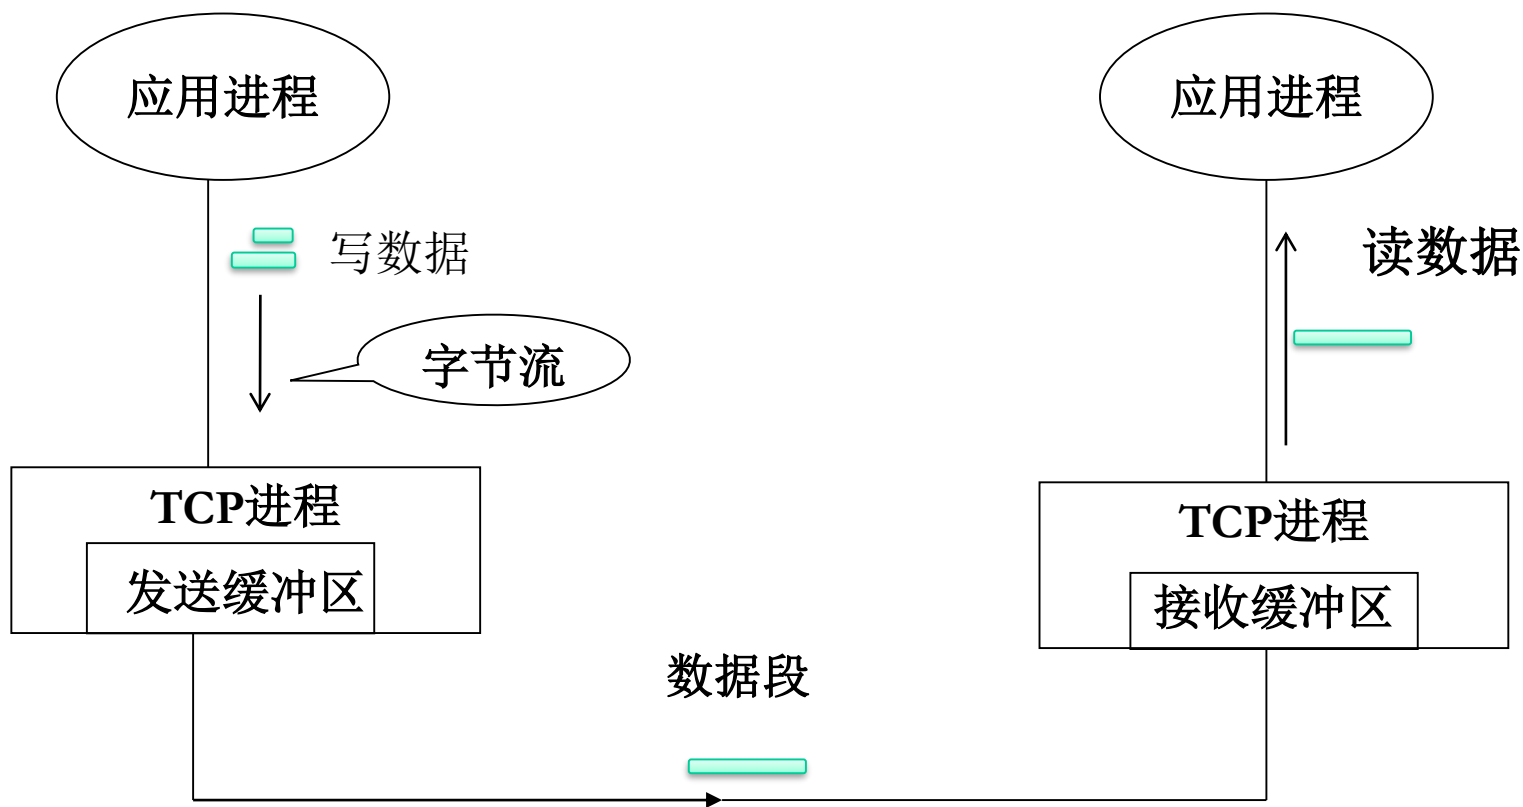 应用进程
应用进程
写数据
读数据
字节流
TCP进程
TCP进程
发送缓冲区
接收缓冲区
数据段